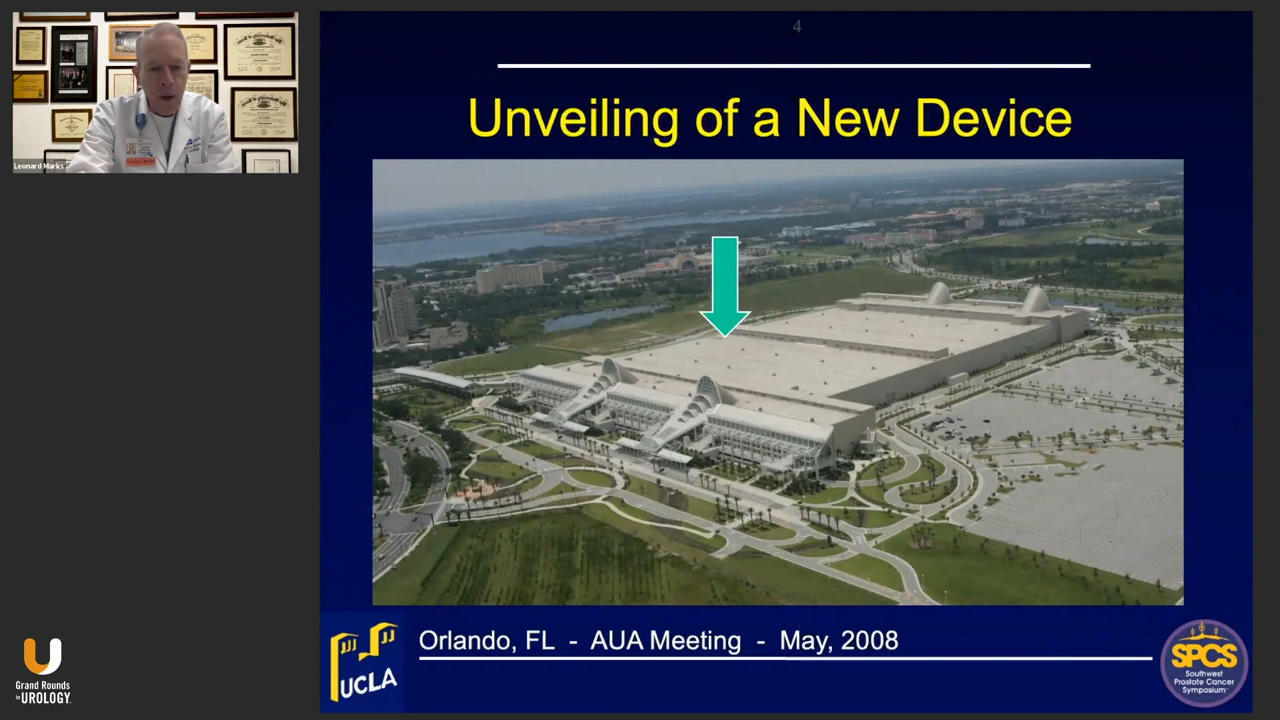 4
Unveiling of a New Device
Leonard Marks
Orlando, FL - AUA Meeting - May, 2008
UCLA
SPCS
Southwest
Prostate Cancer
Symposium
U
Grand Rounds
in UROLOGY